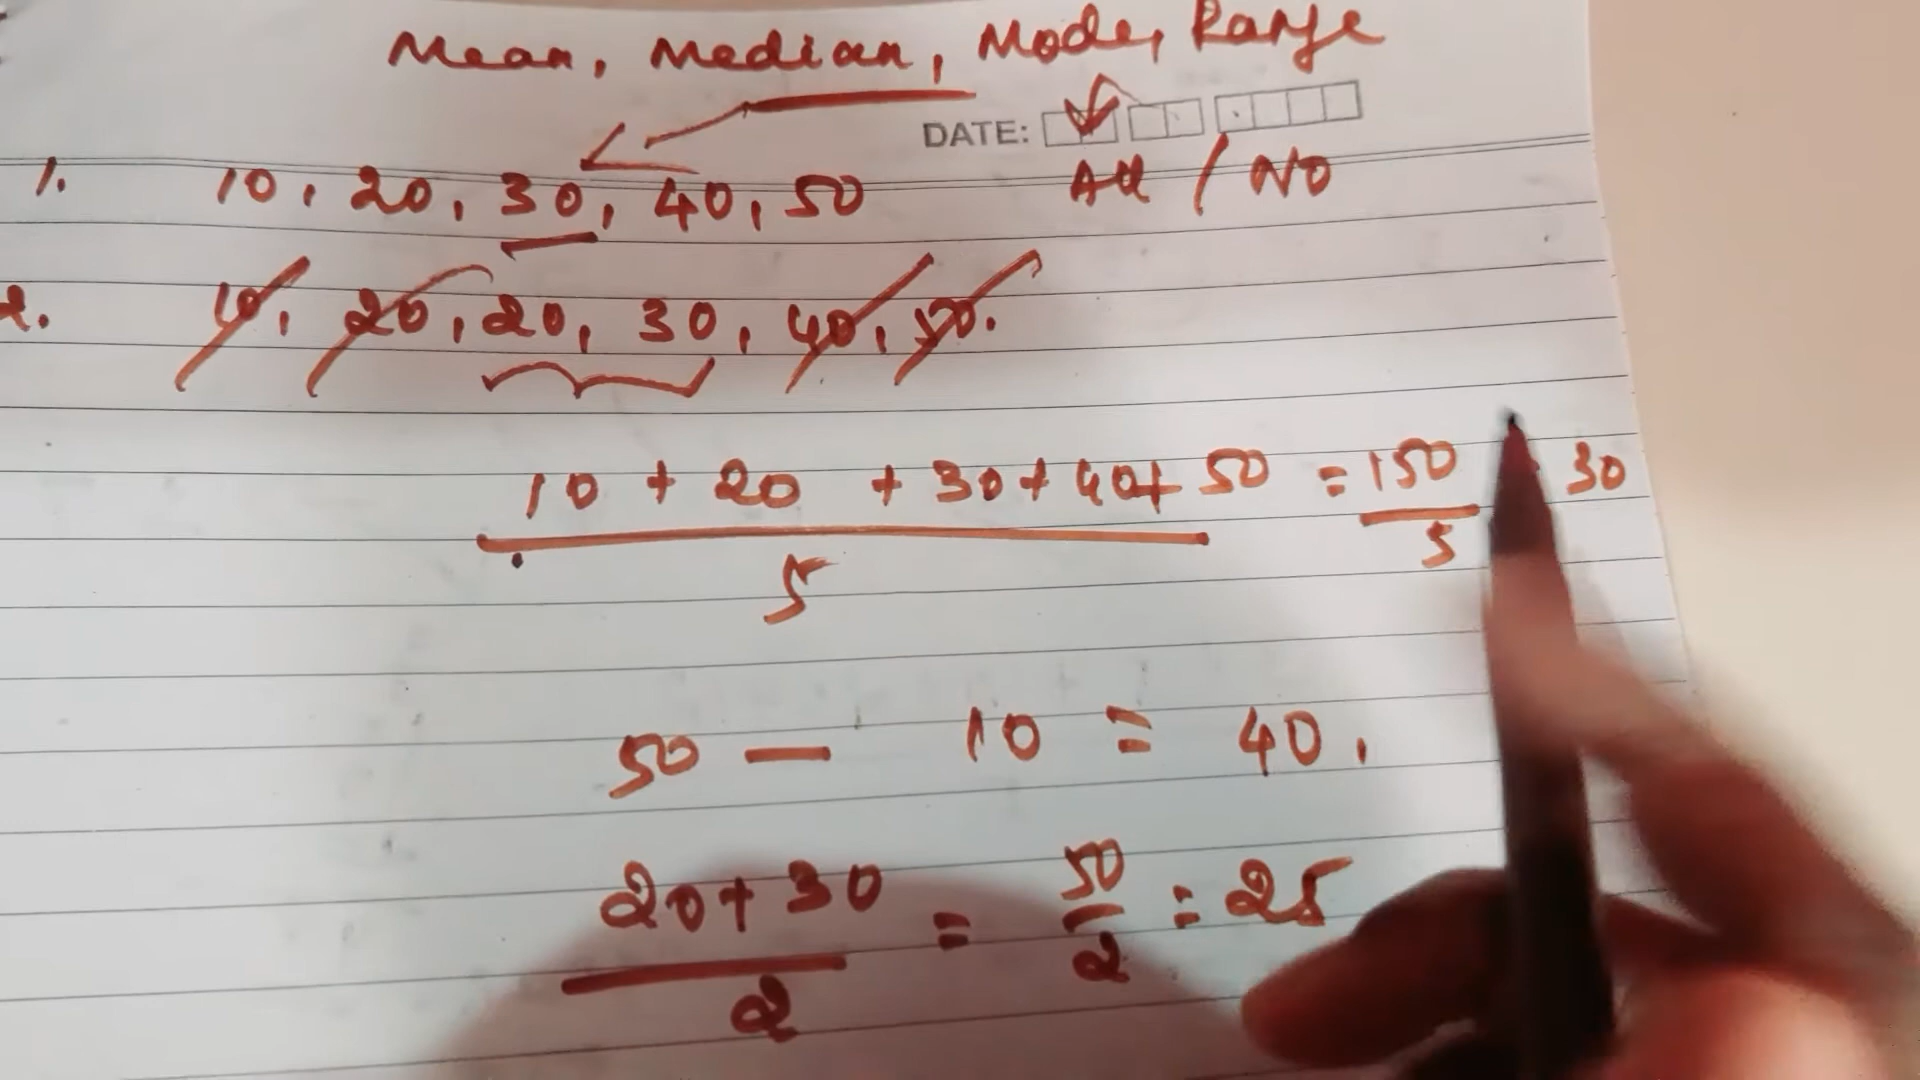 Mean, Median, Mode, Range
DATE:
All / NO
1. 10, 20, 30, 40, 50
2. 10, 20, 20, 30, 40, 50.
10 + 20 + 30 + 40 + 50 = 150 30
5 5
50 — 10 = 40.
20 + 30 = 50 = 25
2 2